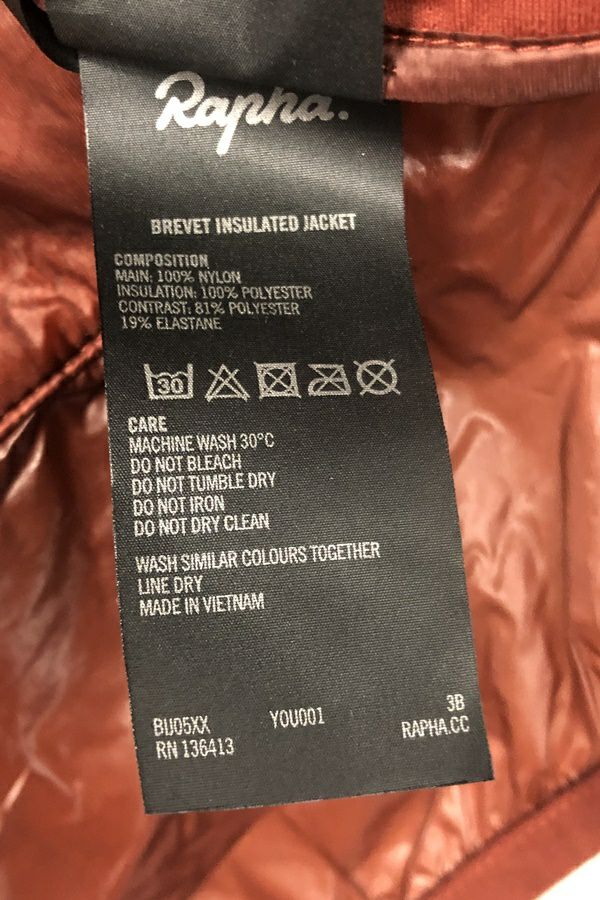 Rapha.
BREVET INSULATED JACKET
COMPOSITION
MAIN: 100% NYLON
INSULATION: 100% POLYESTER
CONTRAST: 81% POLYESTER
19% ELASTANE
30
CARE
MACHINE WASH 30°C
DO NOT BLEACH
DO NOT TUMBLE DRY
DO NOT IRON
DO NOT DRY CLEAN
WASH SIMILAR COLOURS TOGETHER
LINE DRY
MADE IN VIETNAM
BIJ05XX YOU001 3B
RN 136413 RAPHA.CC